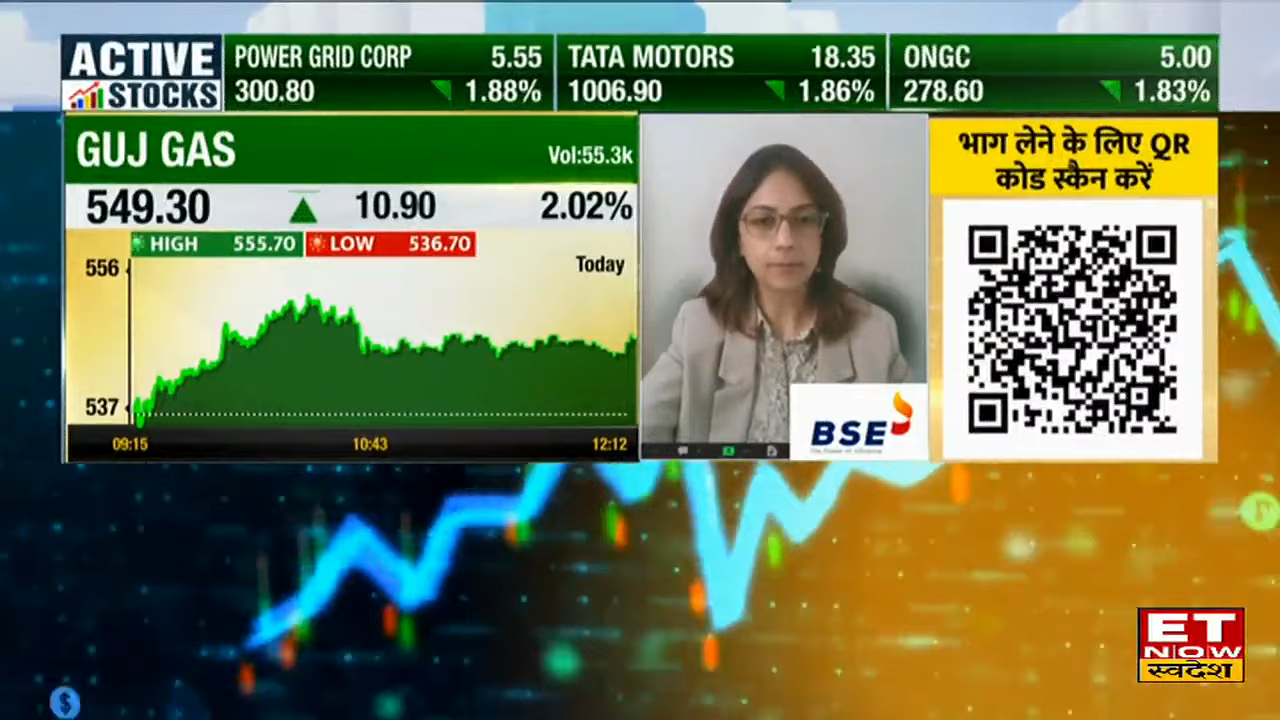 ACTIVE
STOCKS
POWER GRID CORP 5.55
300.80 1.88%
TATA MOTORS 18.35
1006.90 1.86%
ONGC 5.00
278.60 1.83%
GUJ GAS Vol:55.3k
549.30 10.90 2.02%
HIGH 555.70 LOW 536.70
Today
556
537
09:15 10:43 12:12
BSE
भाग लेने के लिए QR
कोड स्कैन करें
ET
NOW
स्वदेश